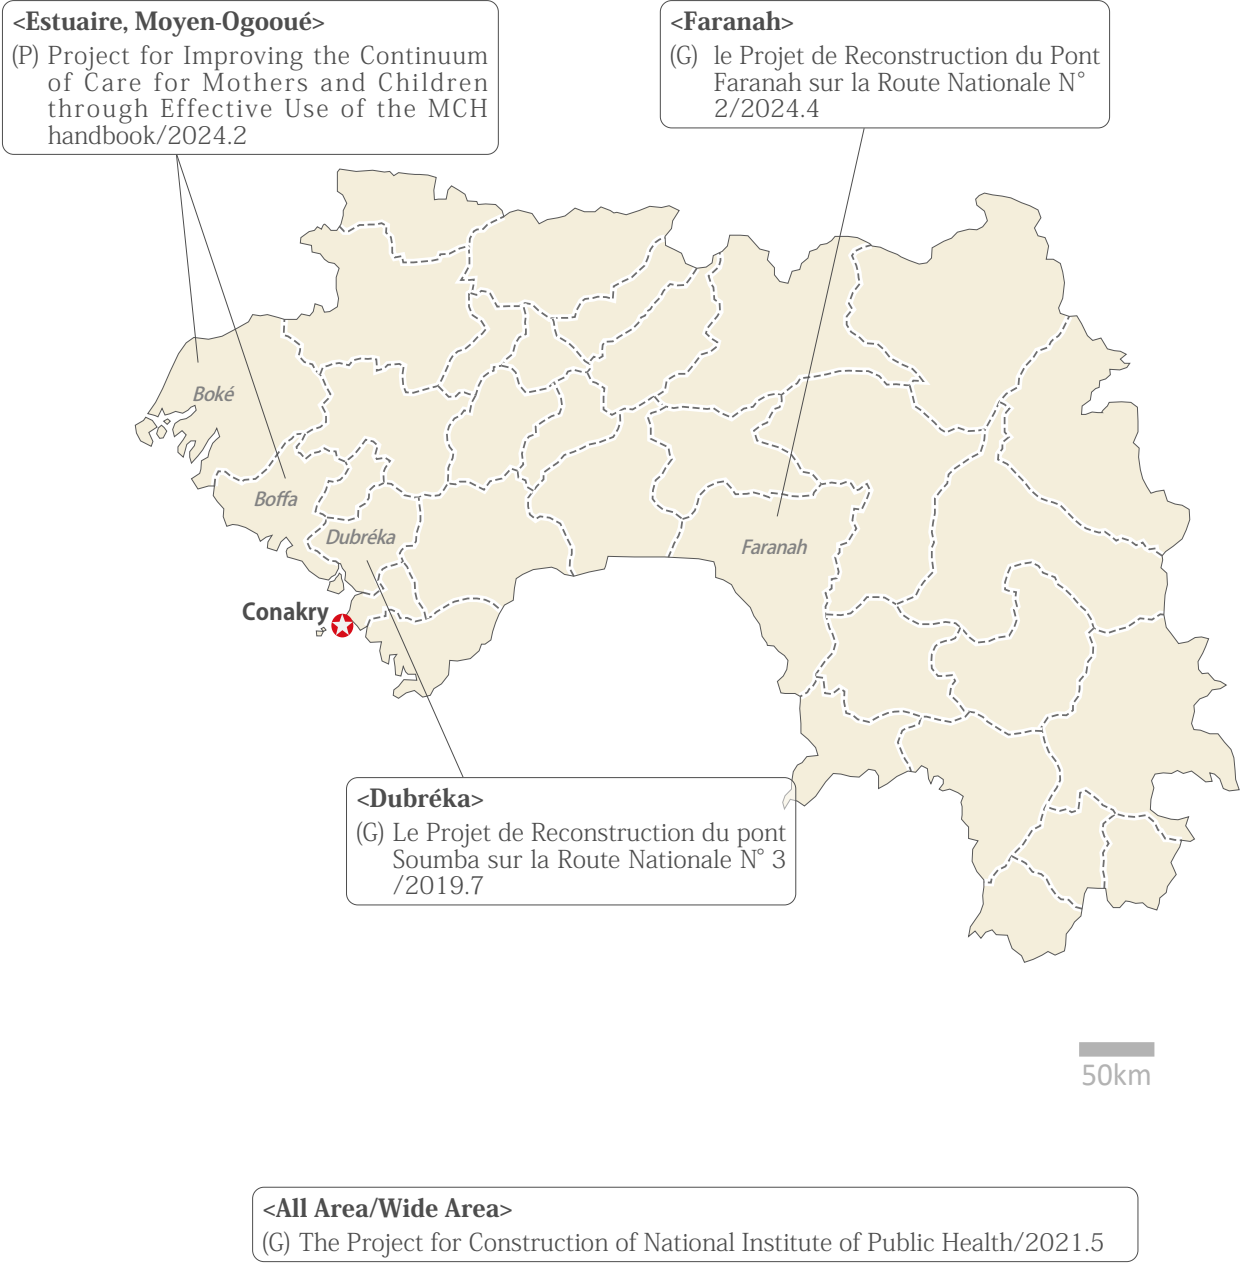 <Estuaire, Moyen-Ogooué>
(P) Project for Improving the Continuum
of Care for Mothers and Children
through Effective Use of the MCH
handbook/2024.2
<Faranah>
(G) le Projet de Reconstruction du Pont
Faranah sur la Route Nationale N°
2/2024.4
Boké
Boffa
Dubréka
Faranah
Conakry
<Dubréka>
(G) Le Projet de Reconstruction du pont
Soumba sur la Route Nationale N° 3
/2019.7
50km
<All Area/Wide Area>
(G) The Project for Construction of National Institute of Public Health/2021.5